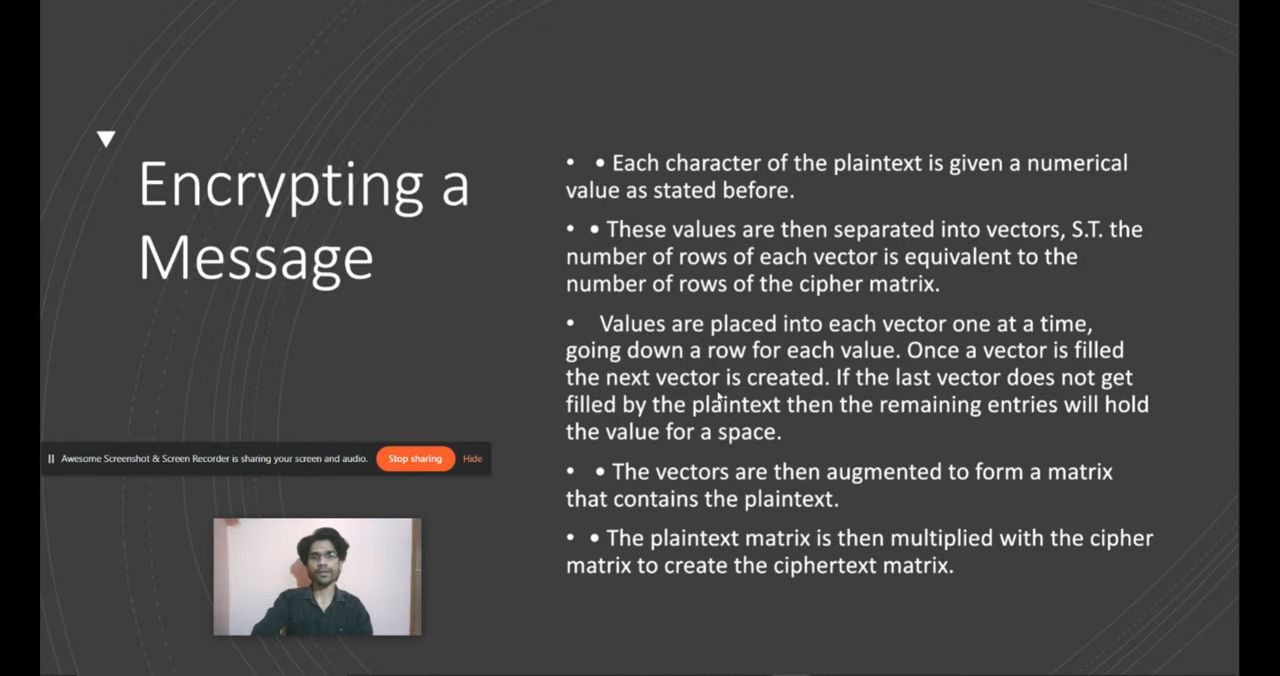 Encrypting a
Message
• • Each character of the plaintext is given a numerical
value as stated before.
• • These values are then separated into vectors, S.T. the
number of rows of each vector is equivalent to the
number of rows of the cipher matrix.
• Values are placed into each vector one at a time,
going down a row for each value. Once a vector is filled
the next vector is created. If the last vector does not get
filled by the plaintext then the remaining entries will hold
the value for a space.
• • The vectors are then augmented to form a matrix
that contains the plaintext.
• • The plaintext matrix is then multiplied with the cipher
matrix to create the ciphertext matrix.
Awesome Screenshot & Screen Recorder is sharing your screen and audio. Stop sharing Hide